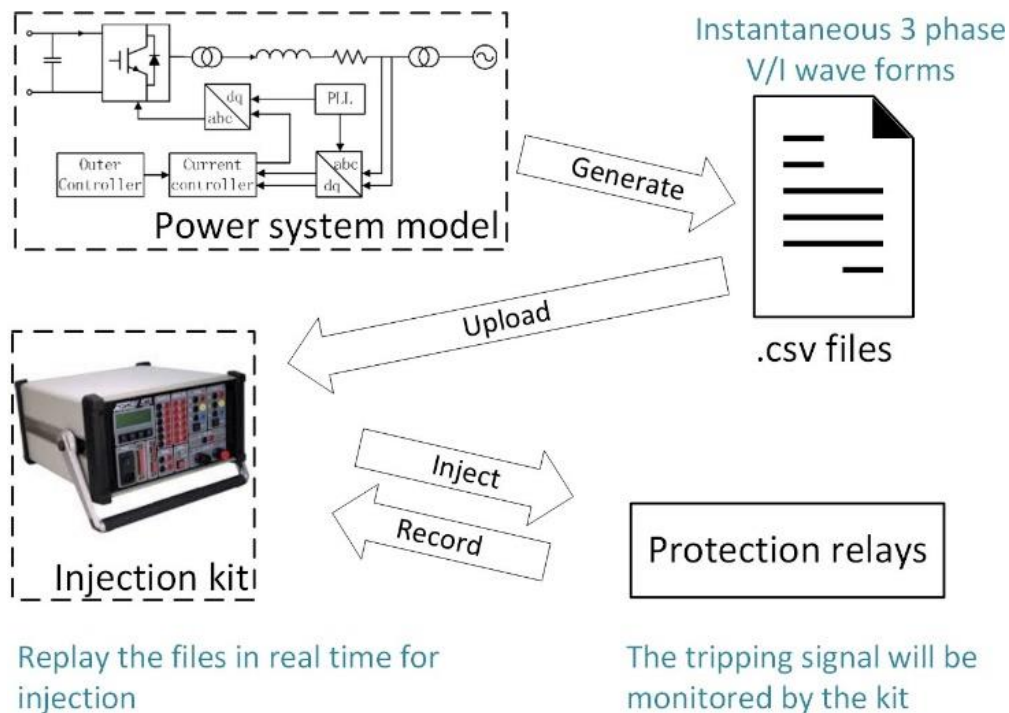 Instantaneous 3 phase
V/I wave forms
dq
abc
PLL
Outer
Controller
Current
controller
abc
dq
Power system model
Generate
Upload
.csv files
Inject
Record
Injection kit
Protection relays
Replay the files in real time for
injection
The tripping signal will be
monitored by the kit